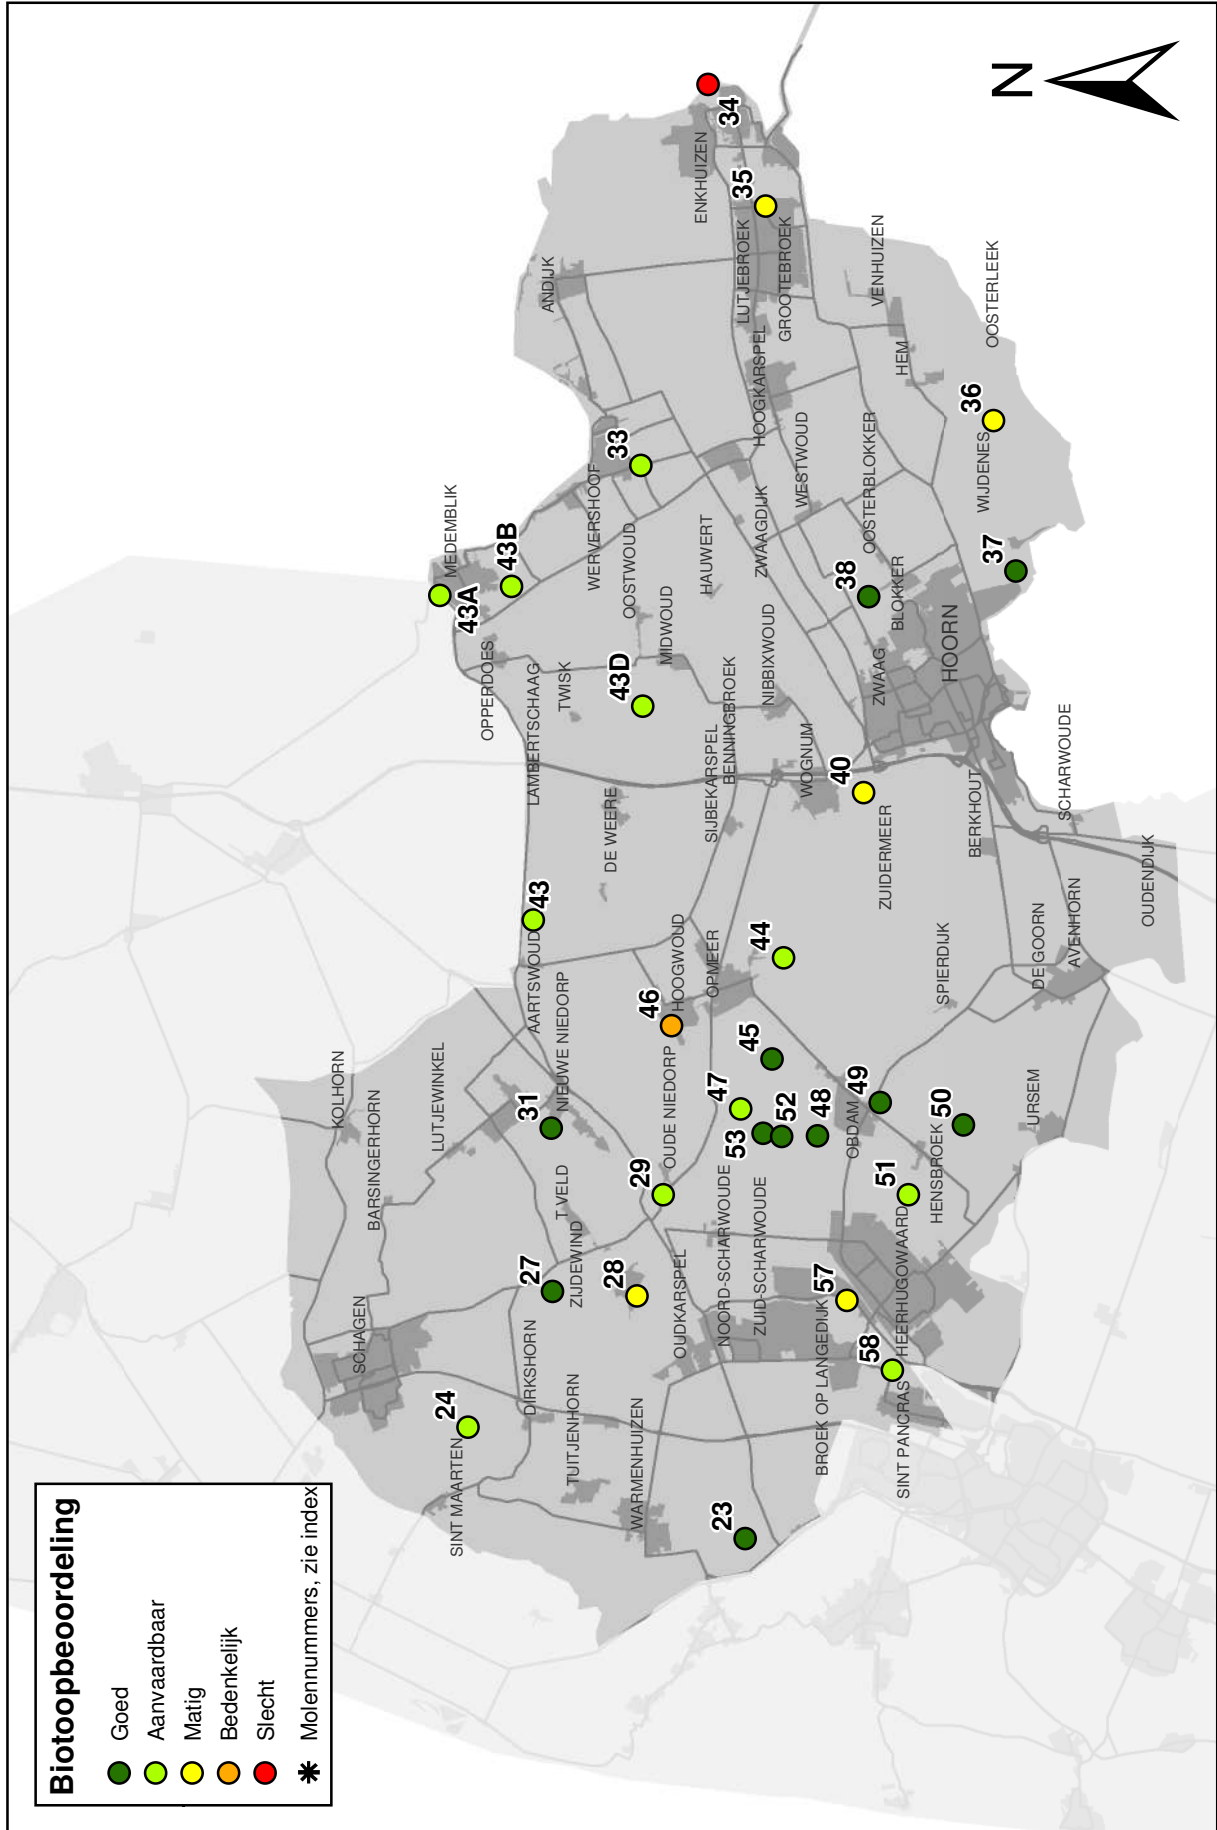 Biotoopbeoordeling
Goed
Aanvaardbaar
Matig
Bedenkelijk
Slecht
Molennummers, zie index
N
KOLHORN
BARSINGERHORN
LUTJEWINKEL
SCHAGEN
24
SINT MAARTEN
DIRKSHORN
TUITJENHORN
WARMENHUIZEN
23
27
ZIJDEWIND
T.VELD
28
29
31
NIEUWE NIEDORP
AARTSWOUD
43
OUDE NIEDORP
46
HOOGWOUD
OPMEER
44
45
47
53
52
48
OBDAM
49
50
51
HENSBROEK
URSEM
OUDKARSPEL
NOORD-SCHARWOUDE
ZUID-SCHARWOUDE
BROEK OP LANGEDIJK
57
58
HEERHUGOWAARD
SINT PANCRAS
SPIERDIJK
DE GOORN
AVENHORN
OUDENDIJK
BERKHOUT
SCHARWOUDE
ZUIDERMEER
40
WOGNUM
DE WEERE
SIJBEKARSPEL
BENNINGBROEK
NIBBIXWOUD
LAMBERTSCHAAG
TWISK
OPPERDOES
MEDEMBLIK
43A
43B
43D
MIDWOUD
OOSTWOUD
HAUWERT
WERVERSHOOF
33
ZWAAGDIJK
WESTWOUD
ZWAAG
HOORN
BLOKKER
38
OOSTERBLOKKER
37
WIJDENES
36
OOSTERLEEK
HEM
VENHUIZEN
HOOGKARSPEL
LUTJEBROEK
GROOTEBROEK
35
ANDIJK
ENKHUIZEN
34